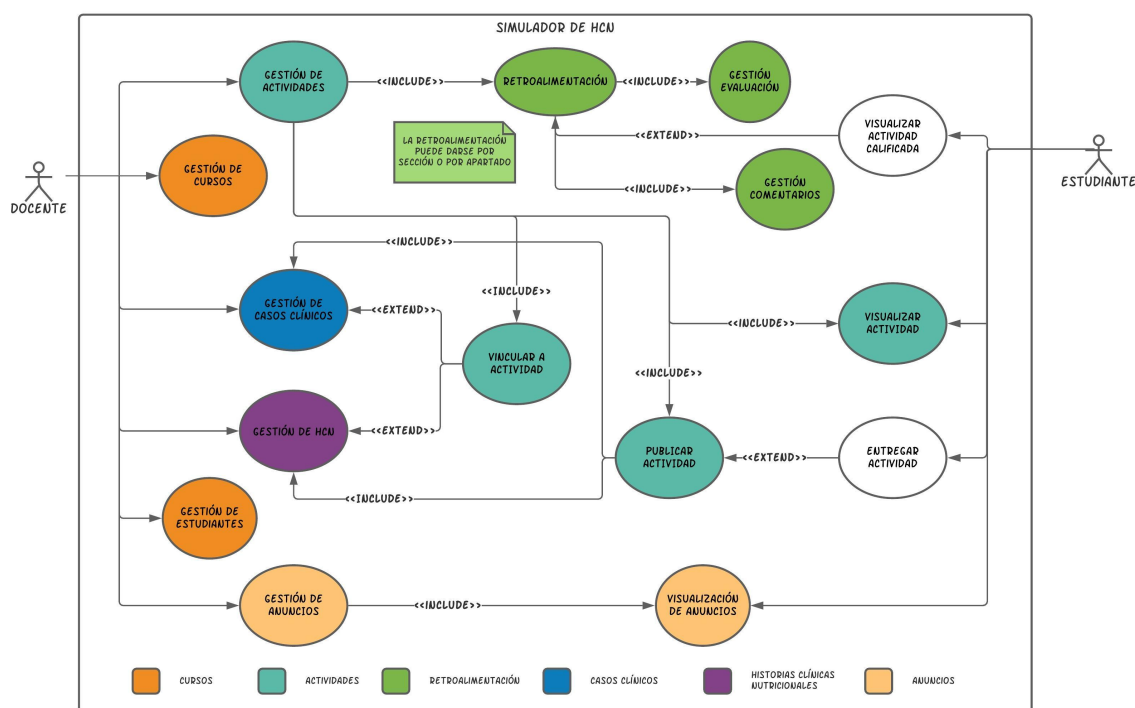 SIMULADOR DE HCN
GESTIÓN DE
ACTIVIDADES
<<INCLUDE>>
RETROALIMENTACIÓN
<<INCLUDE>>
GESTIÓN
EVALUACIÓN
LA RETROALIMENTACIÓN
PUEDE DARSE POR
SECCIÓN O POR APARTADO
<<EXTEND>>
VISUALIZAR
ACTIVIDAD
CALIFICADA
GESTIÓN DE
CURSOS
<<INCLUDE>>
GESTIÓN
COMENTARIOS
DOCENTE
ESTUDIANTE
<<INCLUDE>>
<<INCLUDE>>
GESTIÓN DE
CASOS CLÍNICOS
<<EXTEND>>
<<INCLUDE>>
VISUALIZAR
ACTIVIDAD
VINCULAR A
ACTIVIDAD
<<INCLUDE>>
GESTIÓN DE HCN
<<EXTEND>>
PUBLICAR
ACTIVIDAD
<<EXTEND>>
ENTREGAR
ACTIVIDAD
<<INCLUDE>>
GESTIÓN DE
ESTUDIANTES
GESTIÓN DE
ANUNCIOS
<<INCLUDE>>
VISUALIZACIÓN
DE ANUNCIOS
CURSOS
ACTIVIDADES
RETROALIMENTACIÓN
CASOS CLÍNICOS
HISTORIAS CLÍNICAS
NUTRICIONALES
ANUNCIOS